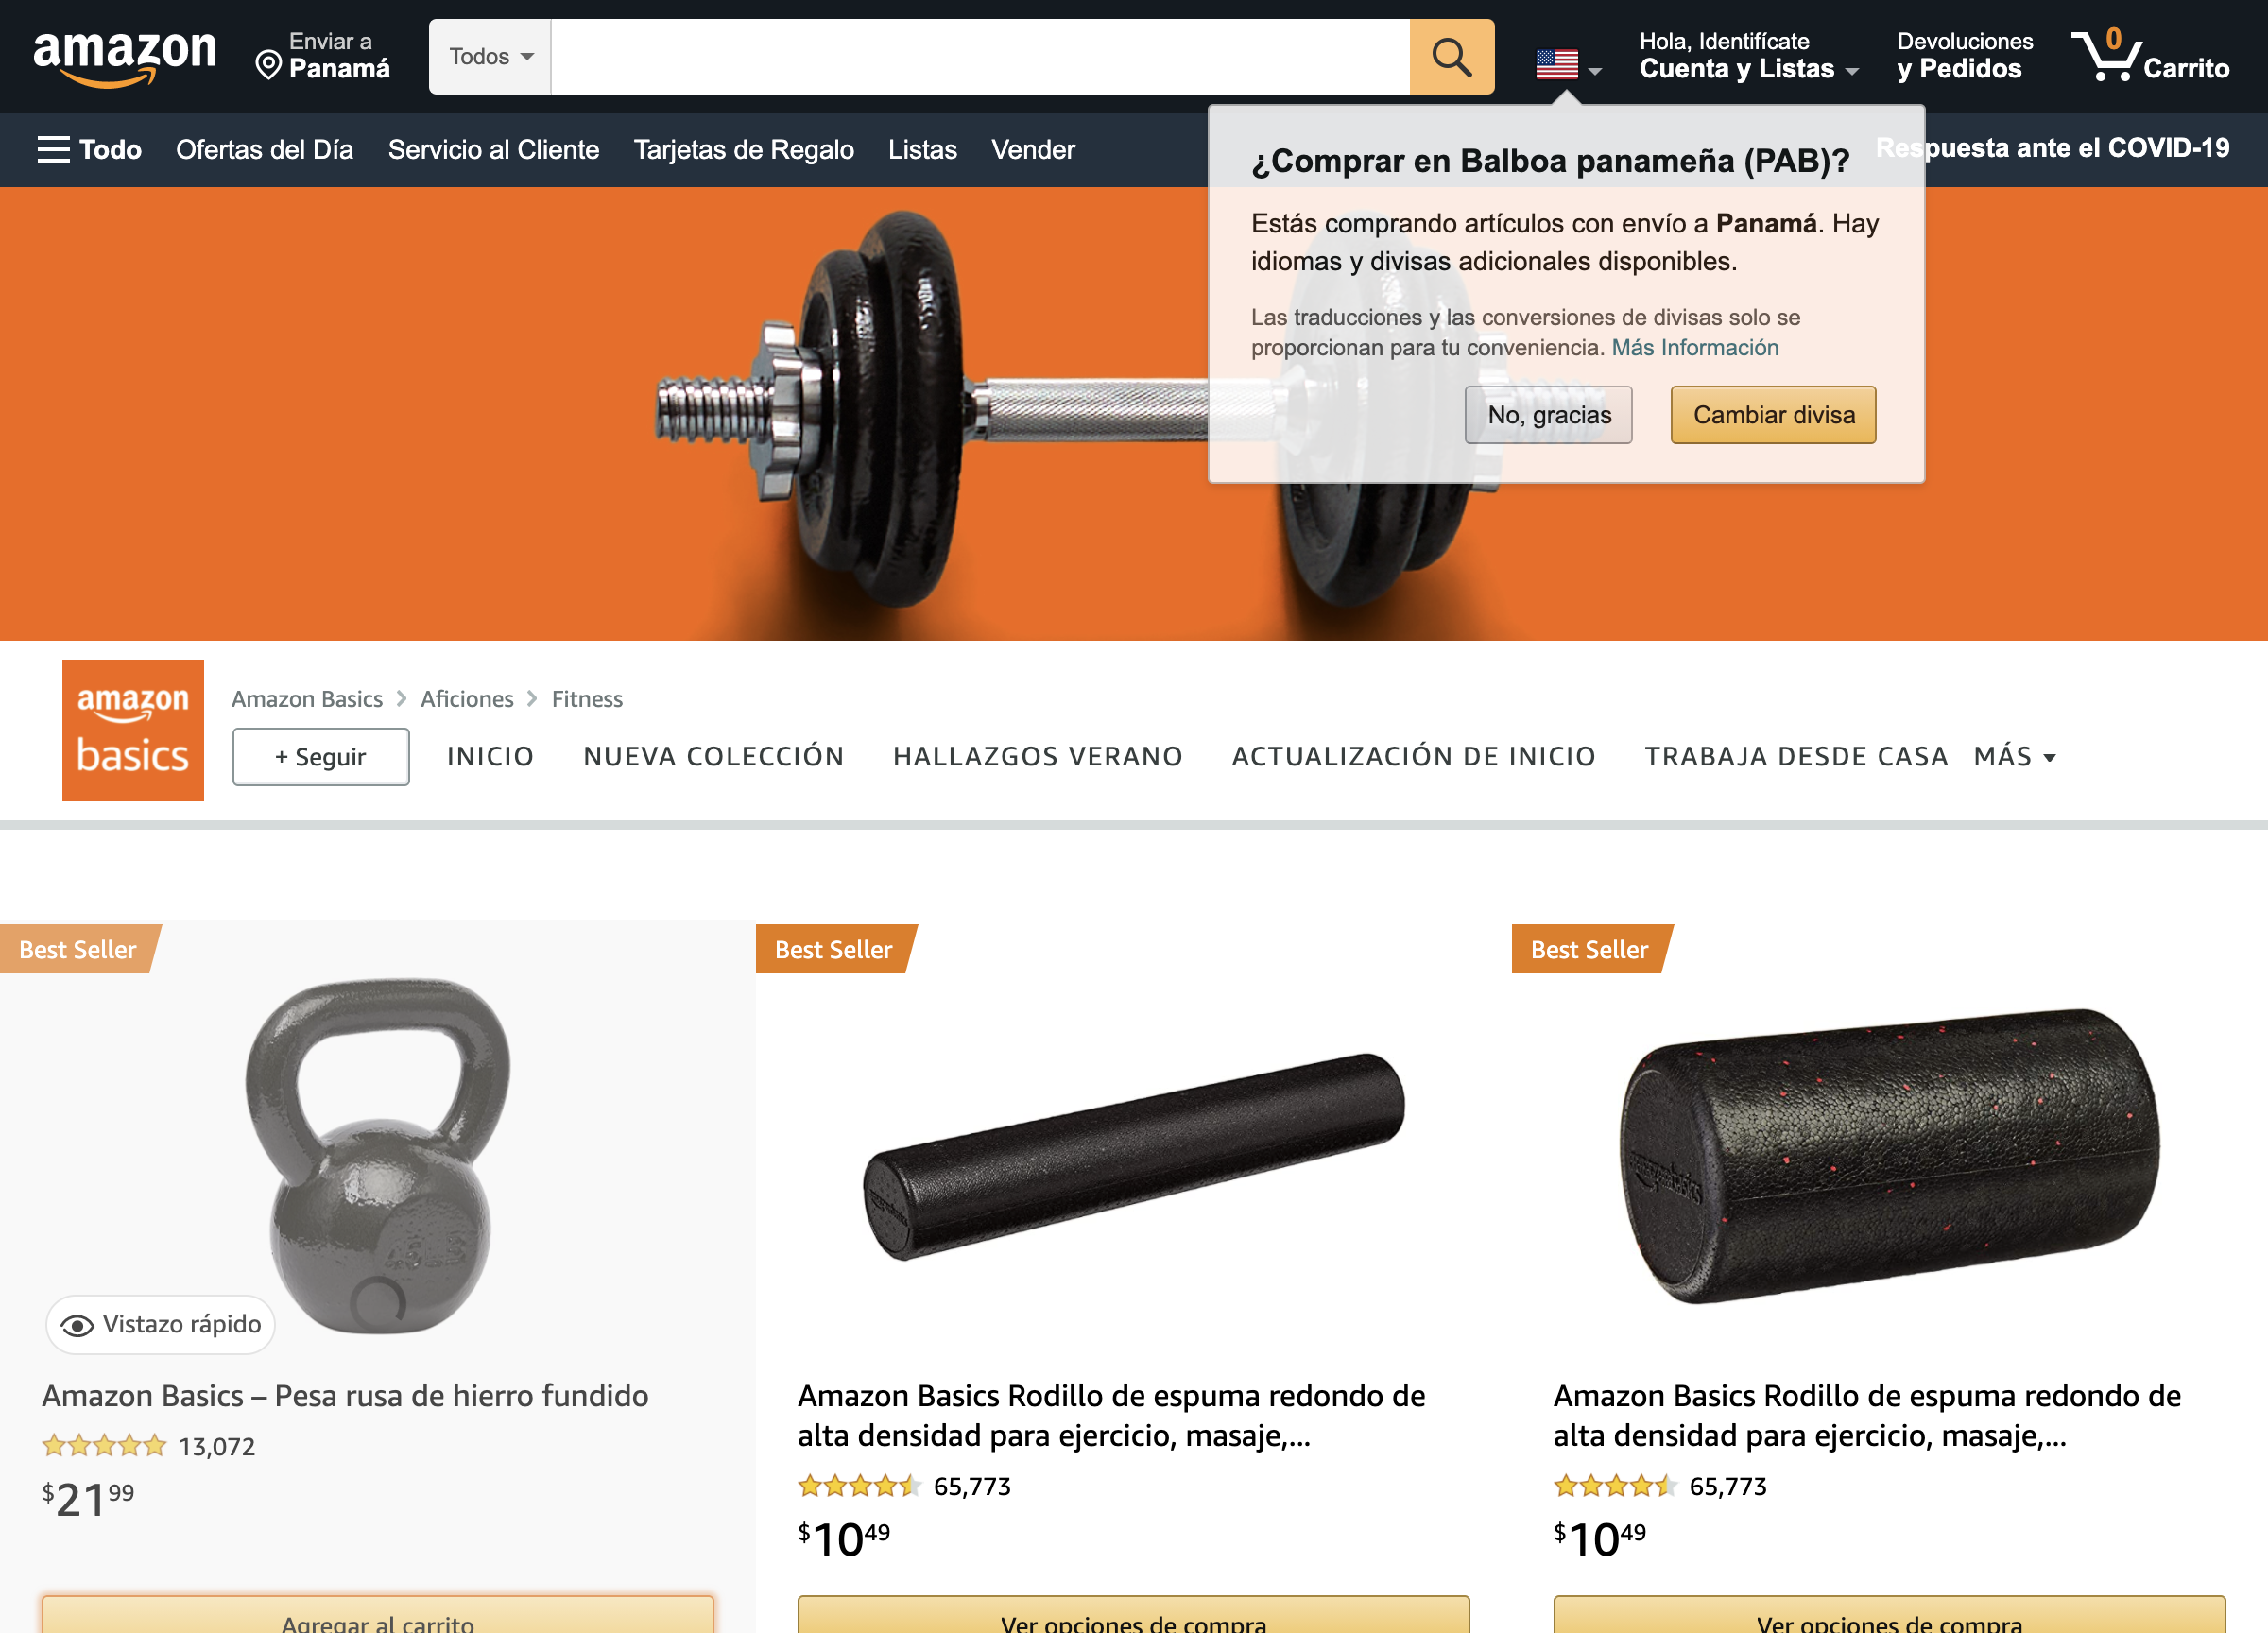 amazon
Enviar a
Panamá
Todos
Hola, Identifícate
Cuenta y Listas
Devoluciones
y Pedidos
0
Carrito
Todo
Ofertas del Día
Servicio al Cliente
Tarjetas de Regalo
Listas
Vender
Respuesta ante el COVID-19
¿Comprar en Balboa panameña (PAB)?
Estás comprando artículos con envío a Panamá. Hay
idiomas y divisas adicionales disponibles.
Las traducciones y las conversiones de divisas solo se
proporcionan para tu conveniencia. Más Información
No, gracias
Cambiar divisa
amazon
basics
Amazon Basics > Aficiones > Fitness
+ Seguir
INICIO
NUEVA COLECCIÓN
HALLAZGOS VERANO
ACTUALIZACIÓN DE INICIO
TRABAJA DESDE CASA
MÁS
Best Seller
Vistazo rápido
Amazon Basics – Pesa rusa de hierro fundido
13,072
$2199
Agregar al carrito
Best Seller
Amazon Basics Rodillo de espuma redondo de
alta densidad para ejercicio, masaje,...
65,773
$1049
Ver opciones de compra
Best Seller
Amazon Basics Rodillo de espuma redondo de
alta densidad para ejercicio, masaje,...
65,773
$1049
Ver opciones de compra